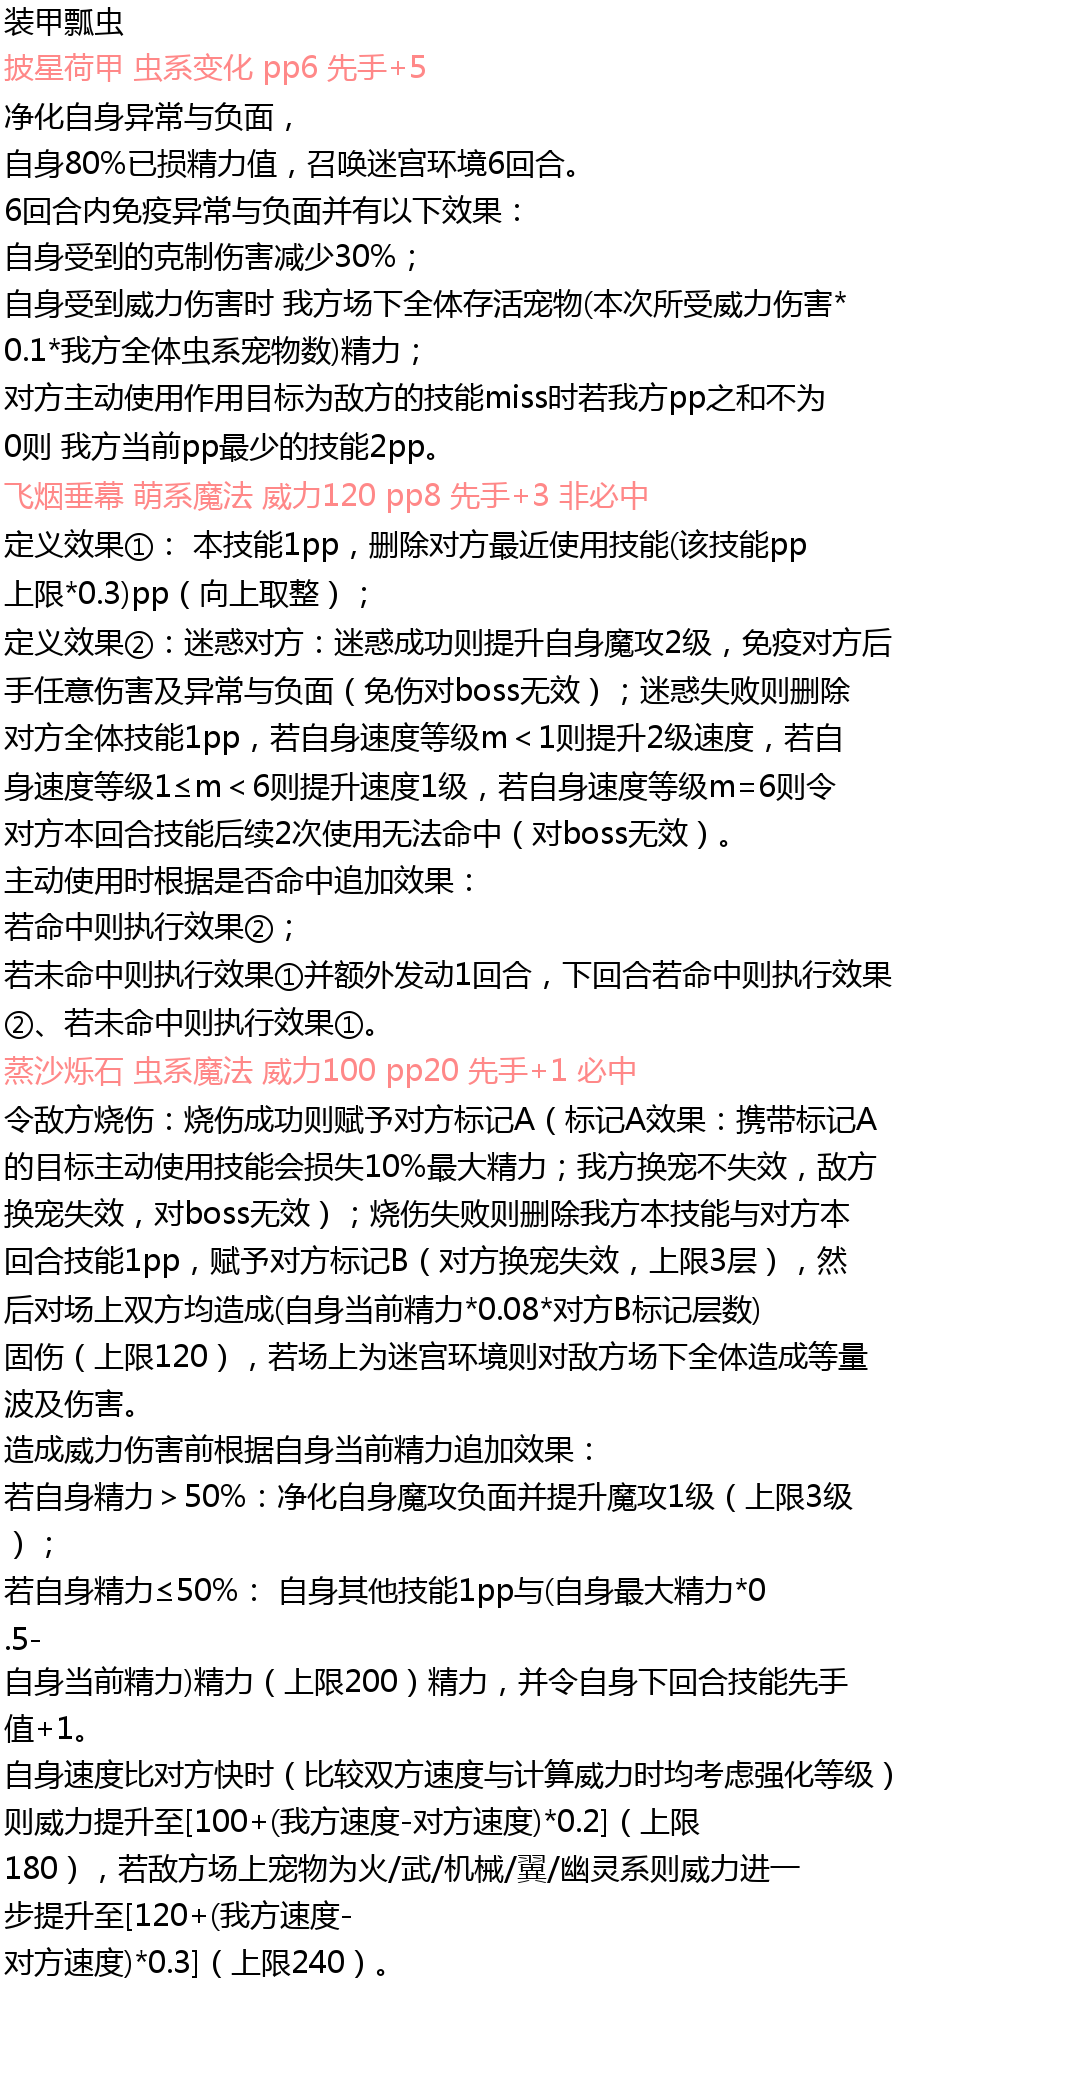 装甲瓢虫
披星荷甲 虫系变化 pp6 先手+5
净化自身异常与负面，
自身80%已损精力值，召唤迷宫环境6回合。
6回合内免疫异常与负面并有以下效果：
自身受到的克制伤害减少30%；
自身受到威力伤害时 我方场下全体存活宠物(本次所受威力伤害*
0.1*我方全体虫系宠物数)精力；
对方主动使用作用目标为敌方的技能miss时若我方pp之和不为
0则 我方当前pp最少的技能2pp。
飞烟垂幕 萌系魔法 威力120 pp8 先手+3 非必中
定义效果①： 本技能1pp，删除对方最近使用技能(该技能pp
上限*0.3)pp（向上取整）；
定义效果②：迷惑对方：迷惑成功则提升自身魔攻2级，免疫对方后
手任意伤害及异常与负面（免伤对boss无效）；迷惑失败则删除
对方全体技能1pp，若自身速度等级m＜1则提升2级速度，若自
身速度等级1≤m＜6则提升速度1级，若自身速度等级m=6则令
对方本回合技能后续2次使用无法命中（对boss无效）。
主动使用时根据是否命中追加效果：
若命中则执行效果②；
若未命中则执行效果①并额外发动1回合，下回合若命中则执行效果
②、若未命中则执行效果①。
蒸沙烁石 虫系魔法 威力100 pp20 先手+1 必中
令敌方烧伤：烧伤成功则赋予对方标记A（标记A效果：携带标记A
的目标主动使用技能会损失10%最大精力；我方换宠不失效，敌方
换宠失效，对boss无效）；烧伤失败则删除我方本技能与对方本
回合技能1pp，赋予对方标记B（对方换宠失效，上限3层），然
后对场上双方均造成(自身当前精力*0.08*对方B标记层数)
固伤（上限120），若场上为迷宫环境则对敌方场下全体造成等量
波及伤害。
造成威力伤害前根据自身当前精力追加效果：
若自身精力＞50%：净化自身魔攻负面并提升魔攻1级（上限3级
）；
若自身精力≤50%： 自身其他技能1pp与(自身最大精力*0
.5-
自身当前精力)精力（上限200）精力，并令自身下回合技能先手
值+1。
自身速度比对方快时（比较双方速度与计算威力时均考虑强化等级）
则威力提升至[100+(我方速度-对方速度)*0.2]（上限
180），若敌方场上宠物为火/武/机械/翼/幽灵系则威力进一
步提升至[120+(我方速度-
对方速度)*0.3]（上限240）。